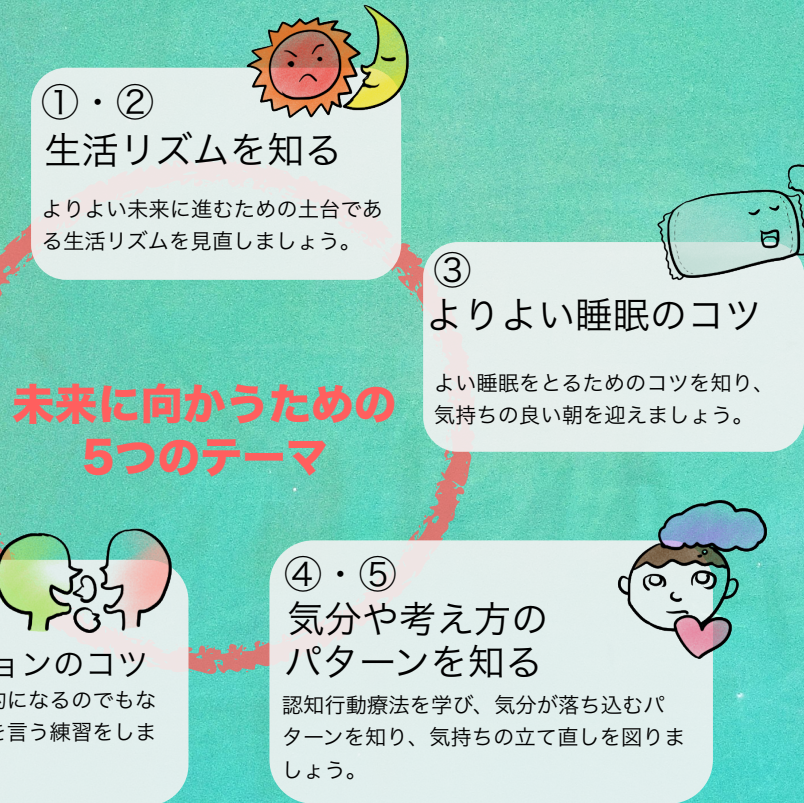 ①・②
生活リズムを知る
よりよい未来に進むための土台であ
る生活リズムを見直しましょう。
③
よりよい睡眠のコツ
よい睡眠をとるためのコツを知り、
気持ちの良い朝を迎えましょう。
未来に向かうための
5つのテーマ
④・⑤
気分や考え方の
パターンを知る
認知行動療法を学び、気分が落ち込むパ
ターンを知り、気持ちの立て直しを図りま
しょう。
ョンのコツ
的になるのでもな
を言う練習をしま